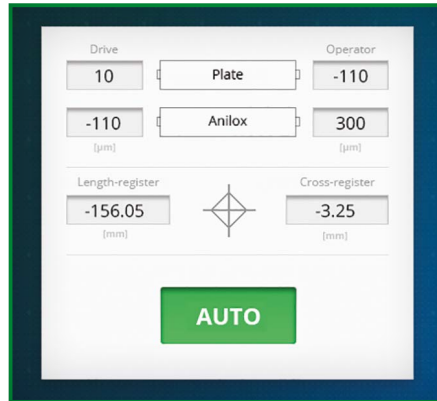 Drive Operator
10 Plate -110
-110 Anilox 300
[µm] [µm]
Length-register Cross-register
-156.05 -3.25
[mm] [mm]
AUTO